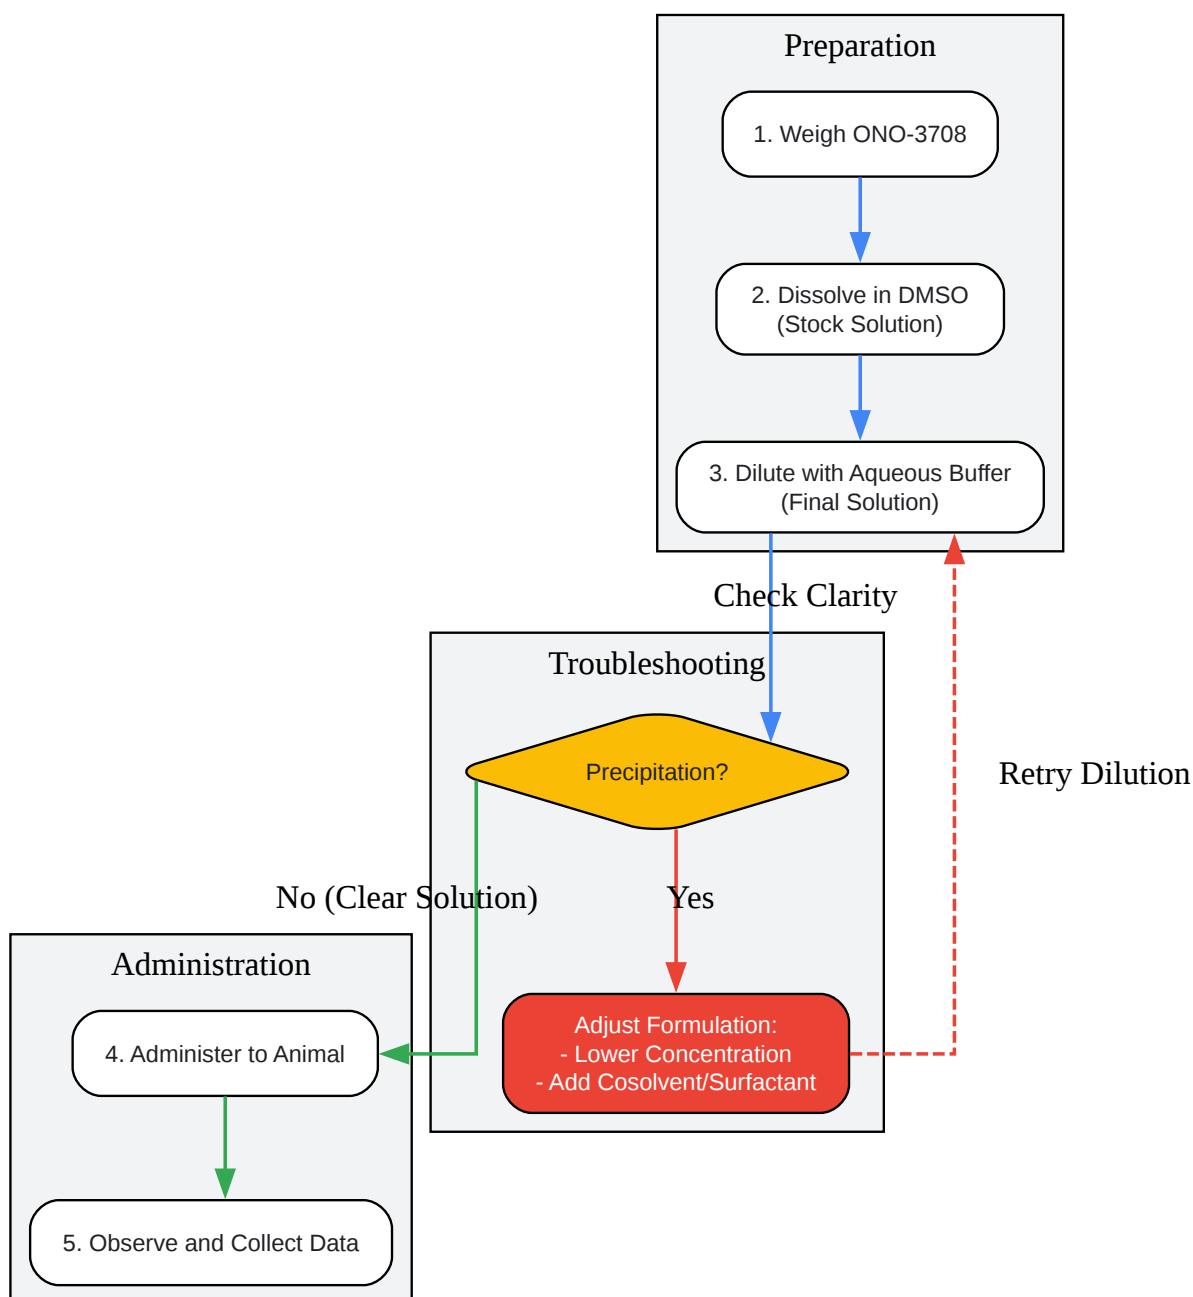 Preparation
1. Weigh ONO-3708
2. Dissolve in DMSO
(Stock Solution)
3. Dilute with Aqueous Buffer
(Final Solution)
Check Clarity
Troubleshooting
Precipitation?
Retry Dilution
No (Clear Solution)
Yes
Administration
4. Administer to Animal
Adjust Formulation:
- Lower Concentration
- Add Cosolvent/Surfactant
5. Observe and Collect Data